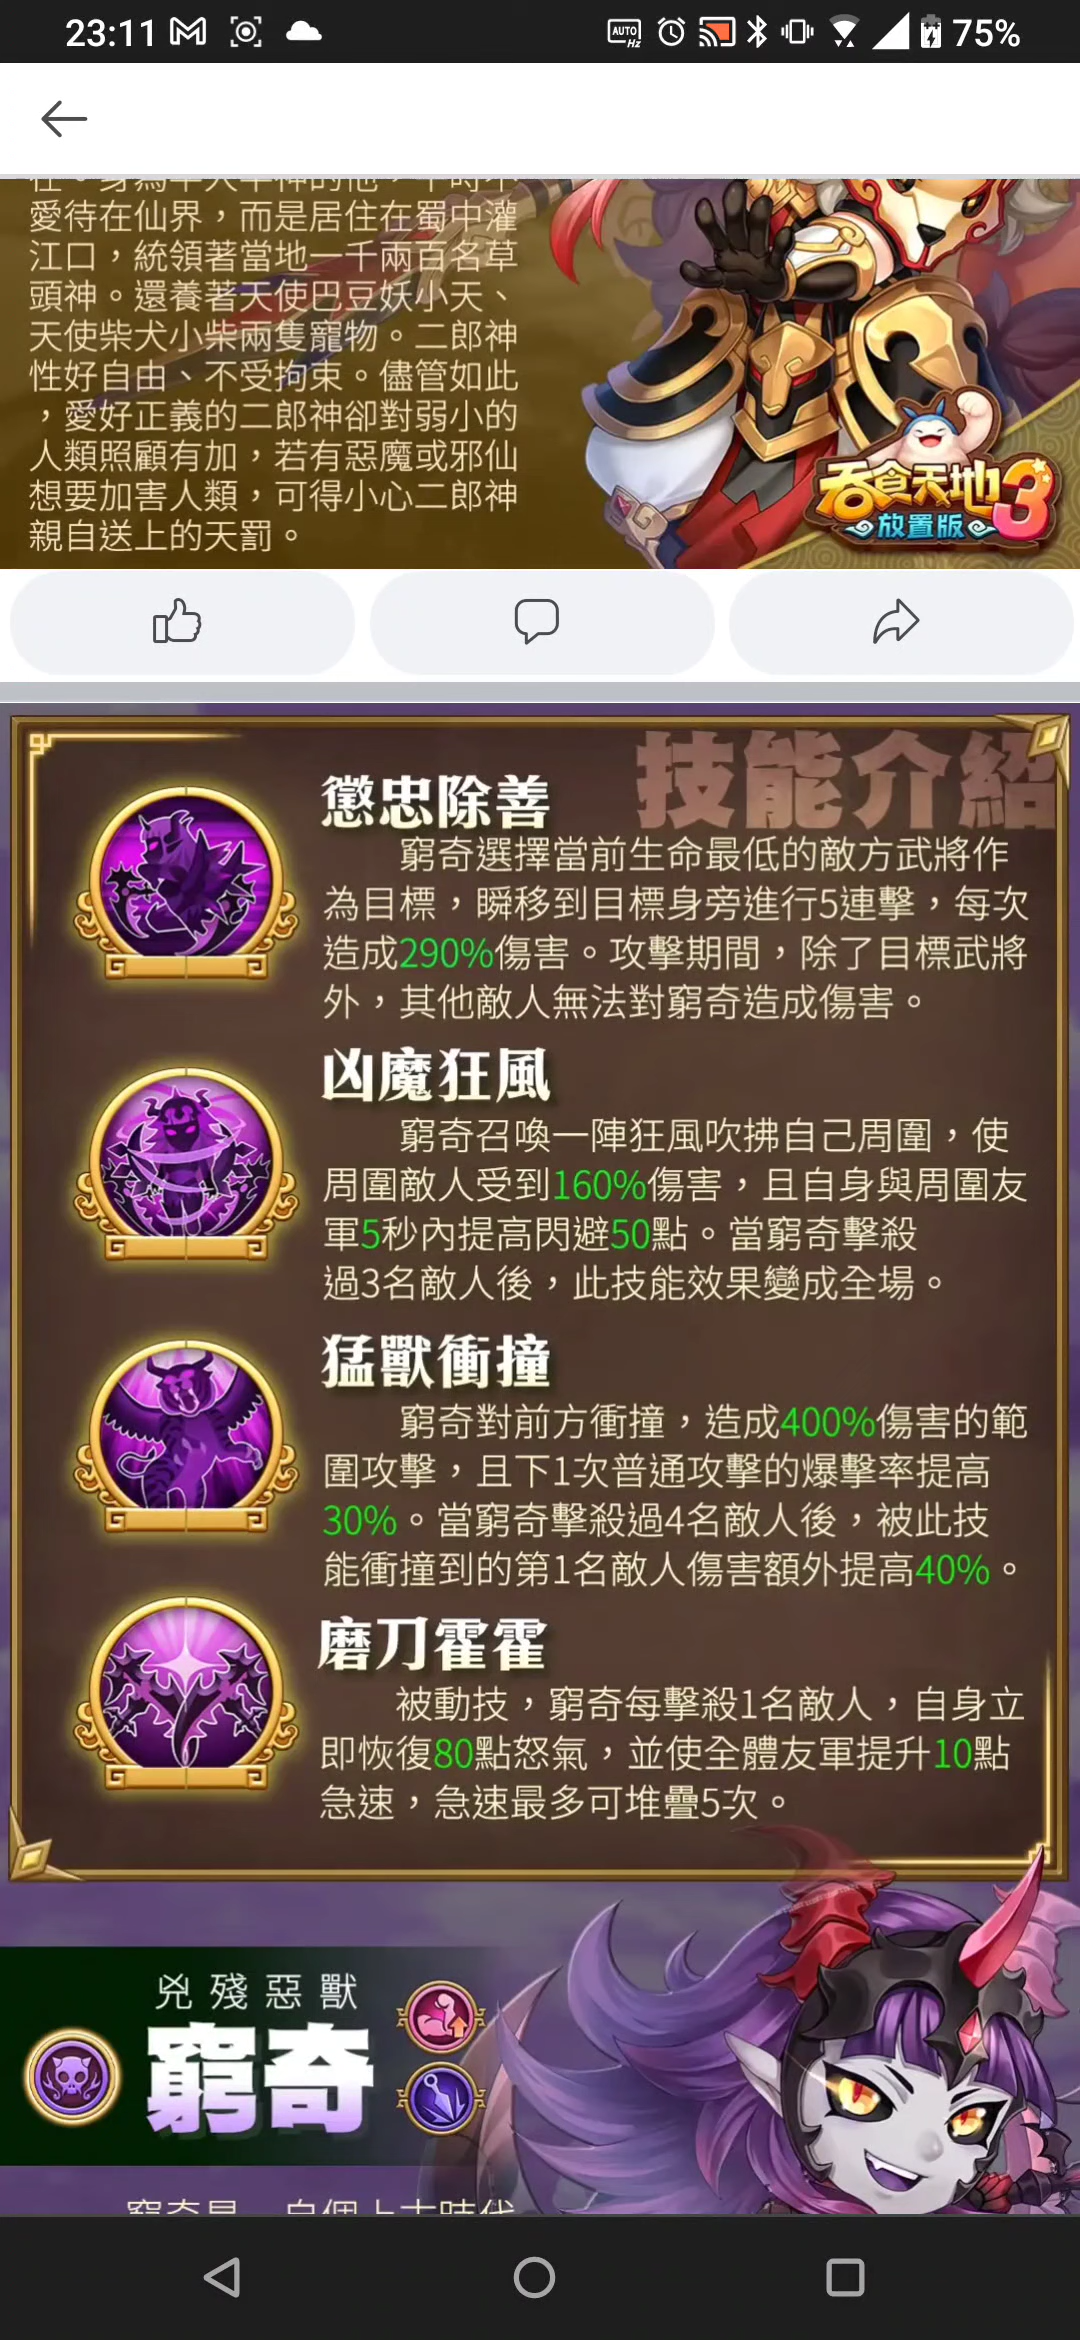 23:11
AUTO Hz
75%
愛待在仙界，而是居住在蜀中灌
江口，統領著當地一千兩百名草
頭神。還養著天使巴豆妖小天、
天使柴犬小柴兩隻寵物。二郎神
性好自由、不受拘束。儘管如此
，愛好正義的二郎神卻對弱小的
人類照顧有加，若有惡魔或邪仙
想要加害人類，可得小心二郎神
親自送上的天罰。
吞食天地3
放置版
技能介紹
懲忠除善
窮奇選擇當前生命最低的敵方武將作
為目標，瞬移到目標身旁進行5連擊，每次
造成290%傷害。攻擊期間，除了目標武將
外，其他敵人無法對窮奇造成傷害。
凶魔狂風
窮奇召喚一陣狂風吹拂自己周圍，使
周圍敵人受到160%傷害，且自身與周圍友
軍5秒內提高閃避50點。當窮奇擊殺
過3名敵人後，此技能效果變成全場。
猛獸衝撞
窮奇對前方衝撞，造成400%傷害的範
圍攻擊，且下1次普通攻擊的爆擊率提高
30%。當窮奇擊殺過4名敵人後，被此技
能衝撞到的第1名敵人傷害額外提高40%。
磨刀霍霍
被動技，窮奇每擊殺1名敵人，自身立
即恢復80點怒氣，並使全體友軍提升10點
急速，急速最多可堆疊5次。
兇殘惡獸
窮奇